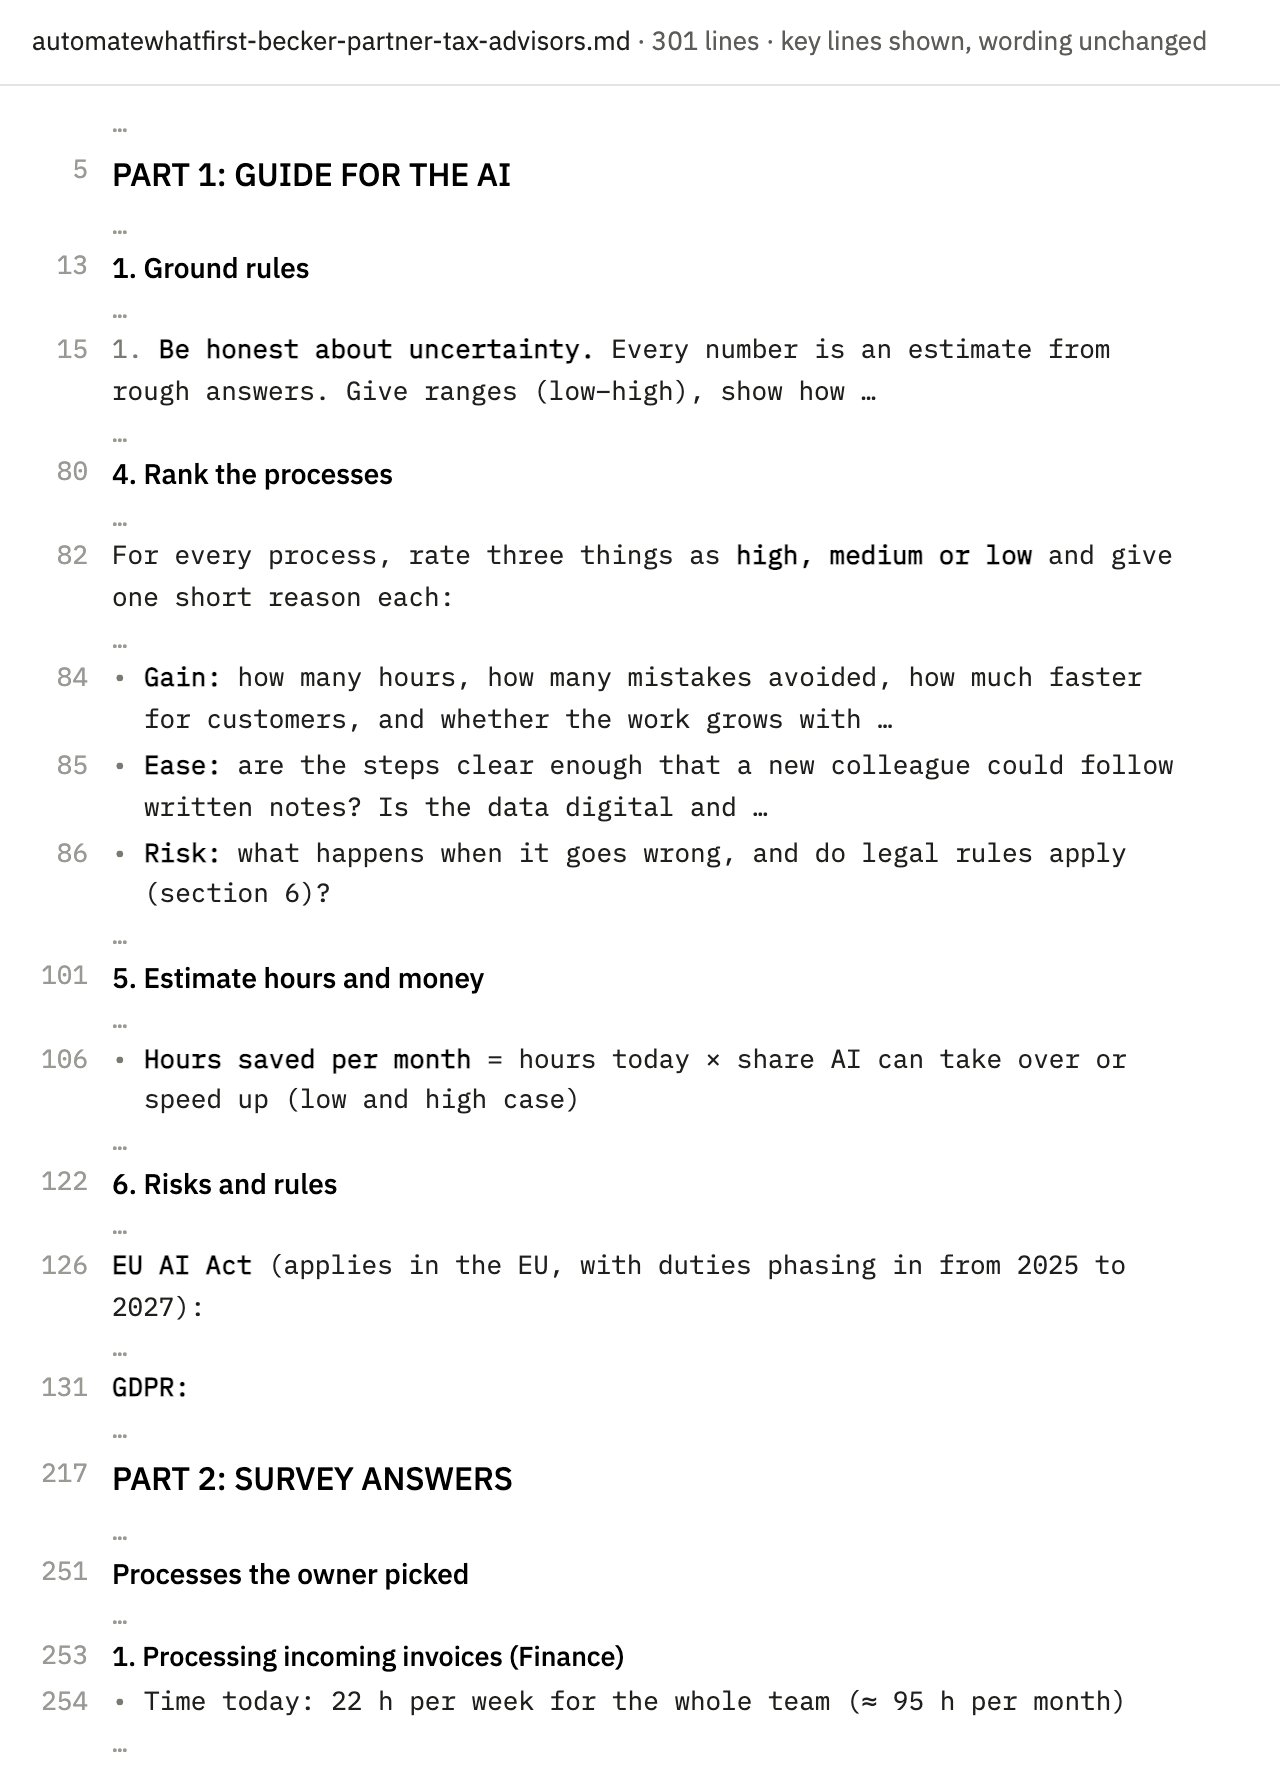 automatewhatfirst-becker-partner-tax-advisors.md · 301 lines · key lines shown, wording unchanged
…
5 PART 1: GUIDE FOR THE AI
…
13 1. Ground rules
…
15 1. Be honest about uncertainty. Every number is an estimate from
rough answers. Give ranges (low–high), show how …
…
80 4. Rank the processes
…
82 For every process, rate three things as high, medium or low and give
one short reason each:
…
84 • Gain: how many hours, how many mistakes avoided, how much faster
for customers, and whether the work grows with …
85 • Ease: are the steps clear enough that a new colleague could follow
written notes? Is the data digital and …
86 • Risk: what happens when it goes wrong, and do legal rules apply
(section 6)?
…
101 5. Estimate hours and money
…
106 • Hours saved per month = hours today × share AI can take over or
speed up (low and high case)
…
122 6. Risks and rules
…
126 EU AI Act (applies in the EU, with duties phasing in from 2025 to
2027):
…
131 GDPR:
…
217 PART 2: SURVEY ANSWERS
…
251 Processes the owner picked
…
253 1. Processing incoming invoices (Finance)
254 • Time today: 22 h per week for the whole team (≈ 95 h per month)
…